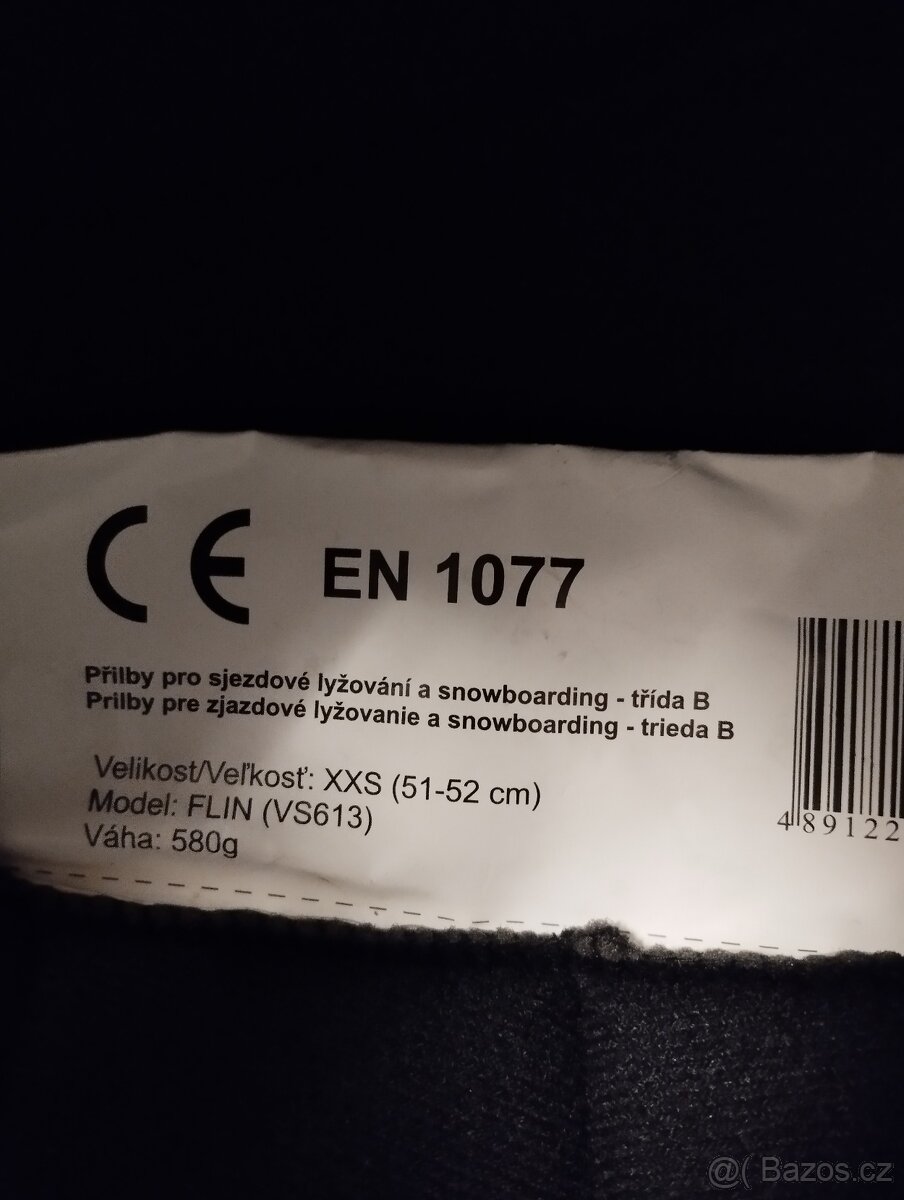 CE EN 1077
Přilby pro sjezdové lyžování a snowboarding - třída B
Prilby pre zjazdové lyžovanie a snowboarding - trieda B
Velikost/Veľkosť: XXS (51-52 cm)
Model: FLIN (VS613)
Váha: 580g
489122
@( Bazos.cz